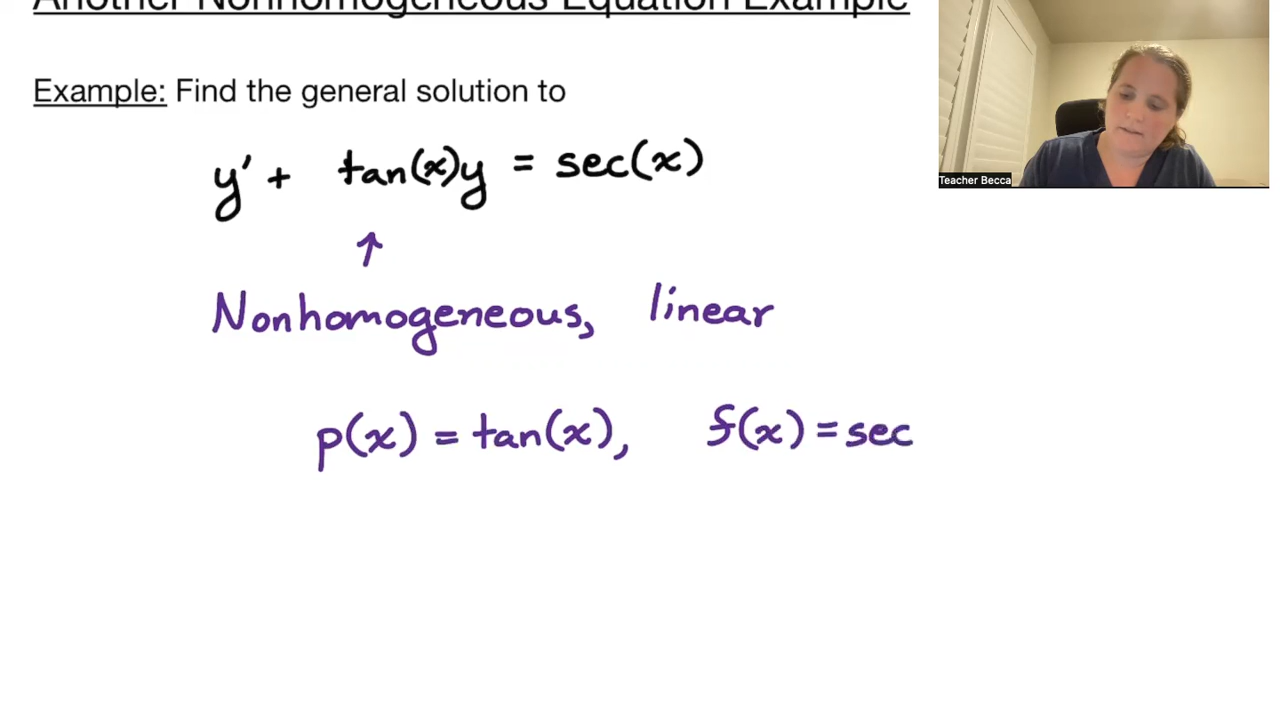 Another Nonhomogeneous Equation Example
Example: Find the general solution to
y' + tan(x)y = sec(x)
↑
Nonhomogeneous, linear
p(x) = tan(x), f(x) = sec
Teacher Becca